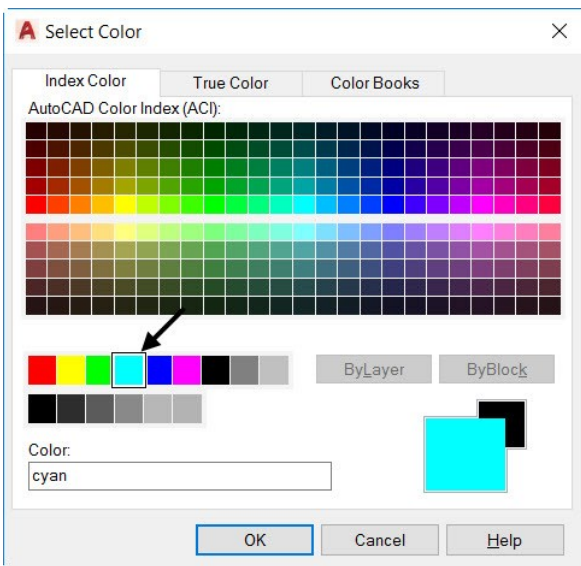 A Select Color
Index Color True Color Color Books
AutoCAD Color Index (ACI):
ByLayer ByBlock
Color:
cyan
OK Cancel Help